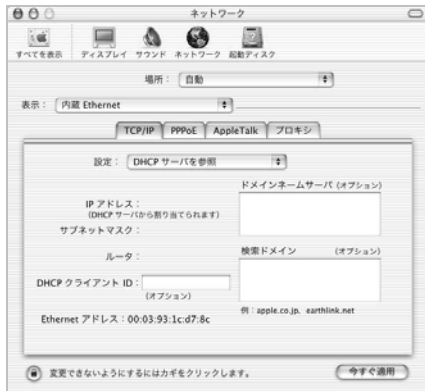 ネットワーク
すべてを表示 ディスプレイ サウンド ネットワーク 起動ディスク
場所： 自動
表示： 内蔵 Ethernet
TCP/IP PPPoE AppleTalk プロキシ
設定： DHCP サーバを参照
ドメインネームサーバ (オプション)
IP アドレス：
(DHCP サーバから割り当てられます)
サブネットマスク：
ルータ：
検索ドメイン (オプション)
DHCP クライアント ID：
(オプション)
例：apple.co.jp, earthlink.net
Ethernet アドレス：00:03:93:1c:d7:8c
変更できないようにするにはカギをクリックします。
今すぐ適用